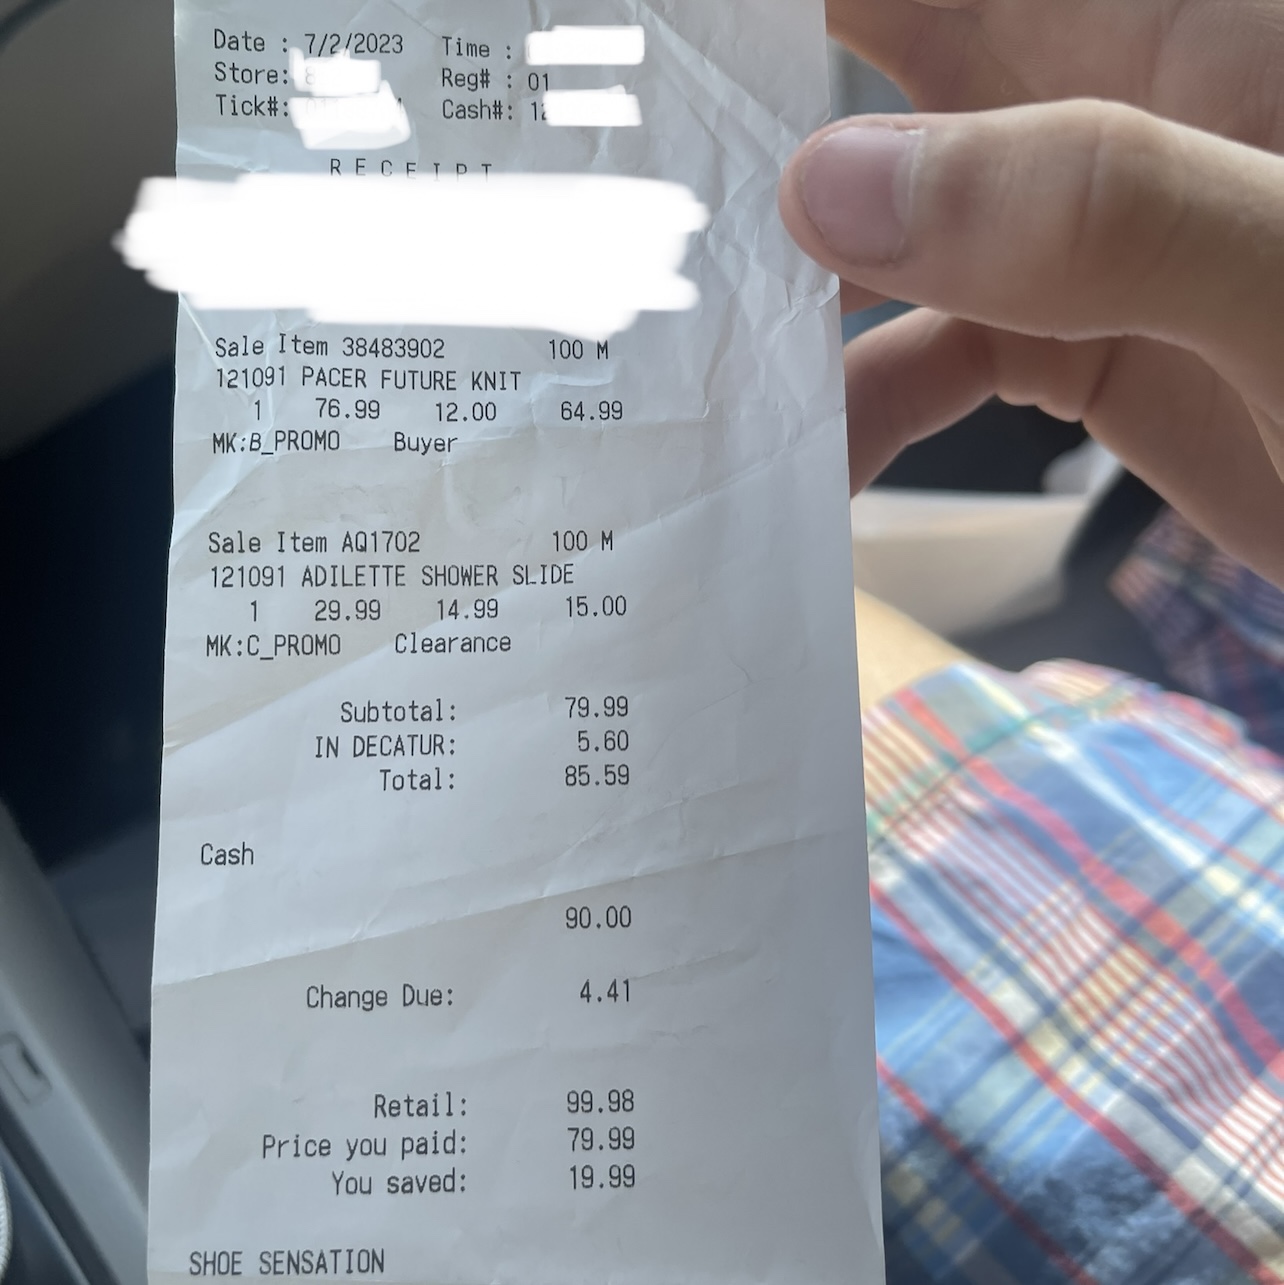 Date : 7/2/2023 Time :
Store: Reg# : 01
Tick#: Cash#:
RECEIPT
Sale Item 38483902 100 M
121091 PACER FUTURE KNIT
1 76.99 12.00 64.99
MK:B_PROMO Buyer
Sale Item AQ1702 100 M
121091 ADILETTE SHOWER SLIDE
1 29.99 14.99 15.00
MK:C_PROMO Clearance
Subtotal: 79.99
IN DECATUR: 5.60
Total: 85.59
Cash
90.00
Change Due: 4.41
Retail: 99.98
Price you paid: 79.99
You saved: 19.99
SHOE SENSATION